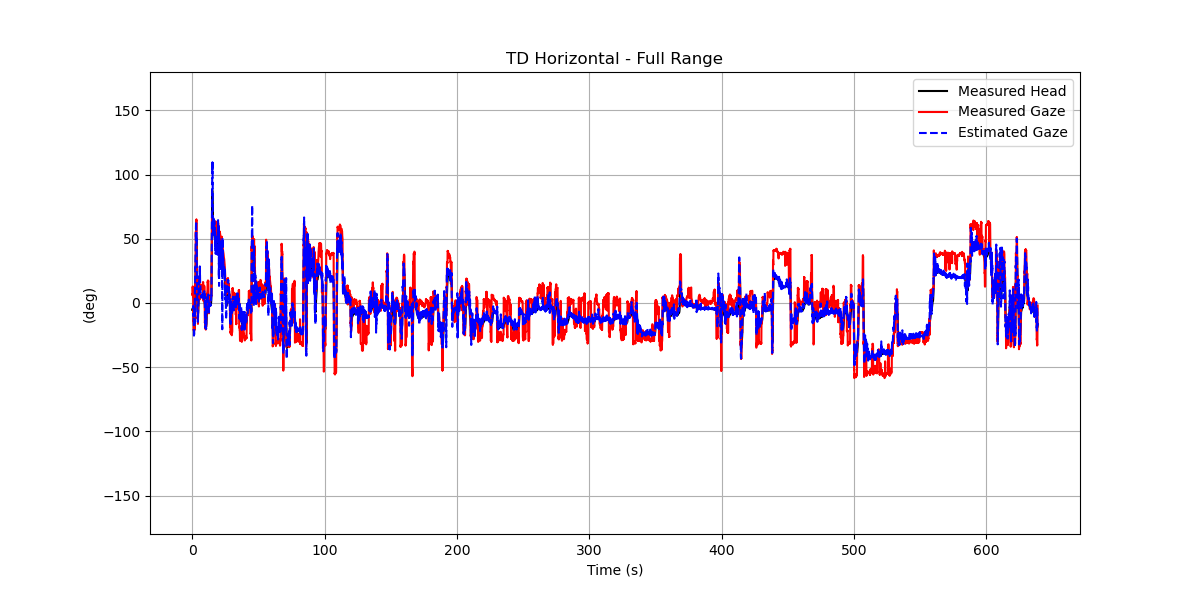 TD Horizontal - Full Range
Measured Head
Measured Gaze
Estimated Gaze
150
100
50
0
−50
−100
−150
(deg)
0 100 200 300 400 500 600
Time (s)